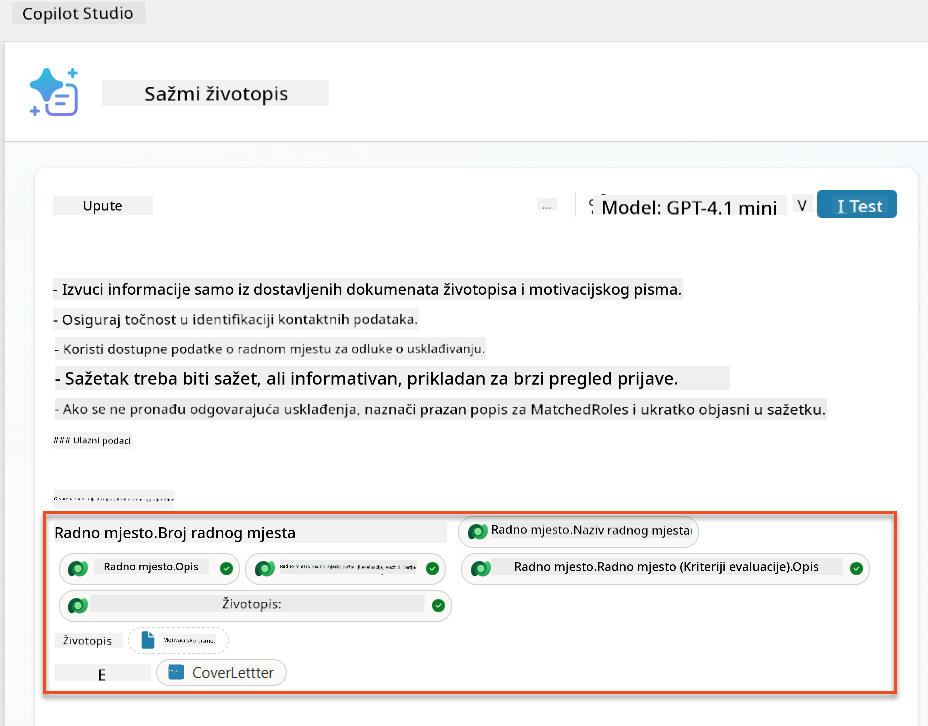 Copilot Studio
Sažmi životopis
Upute
... Model: GPT-4.1 mini V I Test
- Izvuci informacije samo iz dostavljenih dokumenata životopisa i motivacijskog pisma.
- Osiguraj točnost u identifikaciji kontaktnih podataka.
- Koristi dostupne podatke o radnom mjestu za odluke o usklađivanju.
- Sažetak treba biti sažet, ali informativan, prikladan za brzi pregled prijave.
- Ako se ne pronađu odgovarajuća usklađenja, naznači prazan popis za MatchedRoles i ukratko objasni u sažetku.
### Ulazni podaci
Radno mjesto.Broj radnog mjesta Radno mjesto.Naziv radnog mjesta
Radno mjesto.Opis Radno mjesto.Radno mjesto (Kriteriji evaluacije).Opis
Životopis:
Životopis Motivacijsko pismo:
E CoverLettter